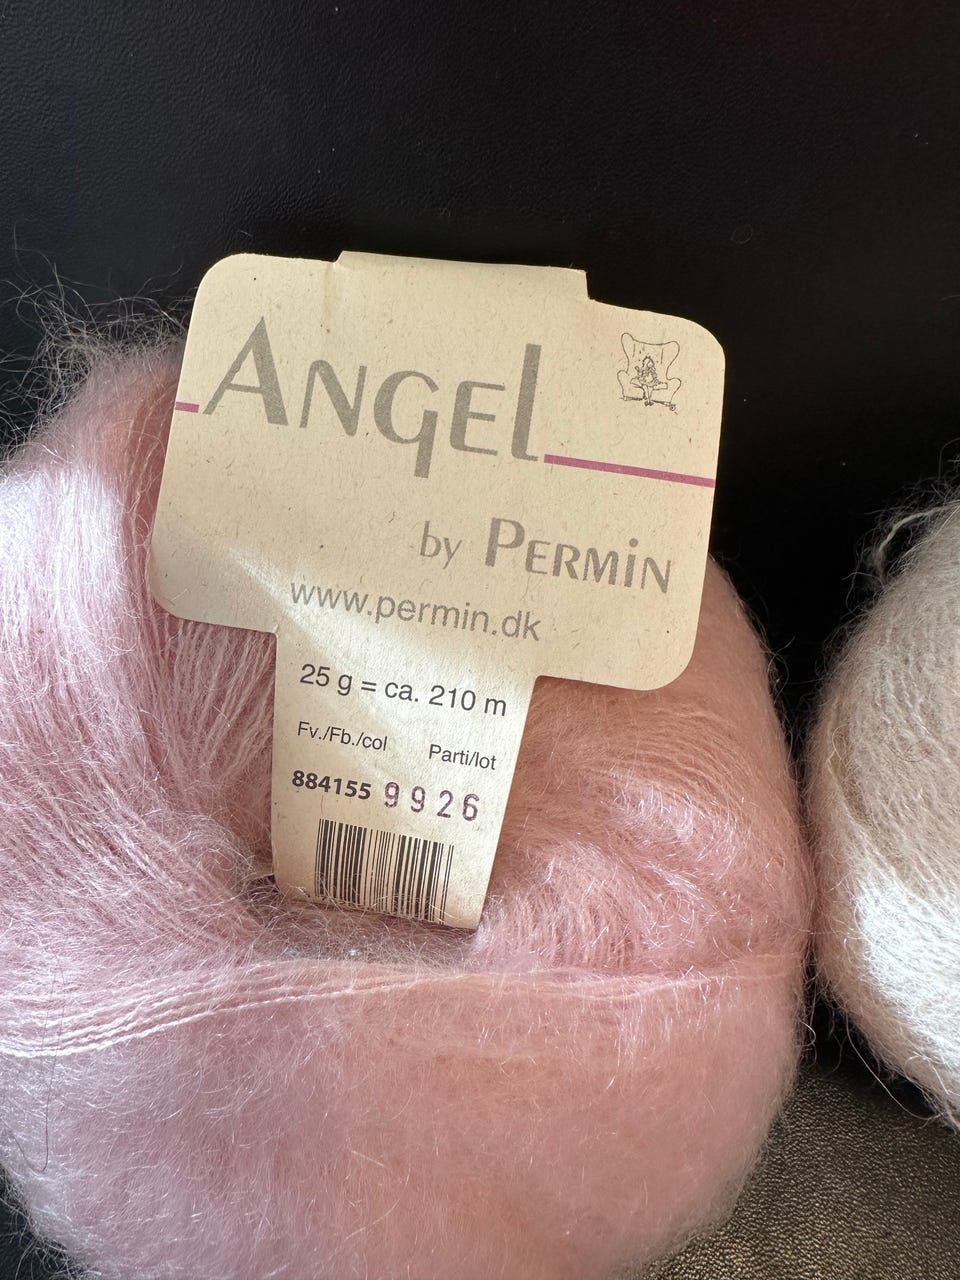 ANGEL
by PERMIN
www.permin.dk
25 g = ca. 210 m
Fv./Fb./col Parti/lot
884155 9926